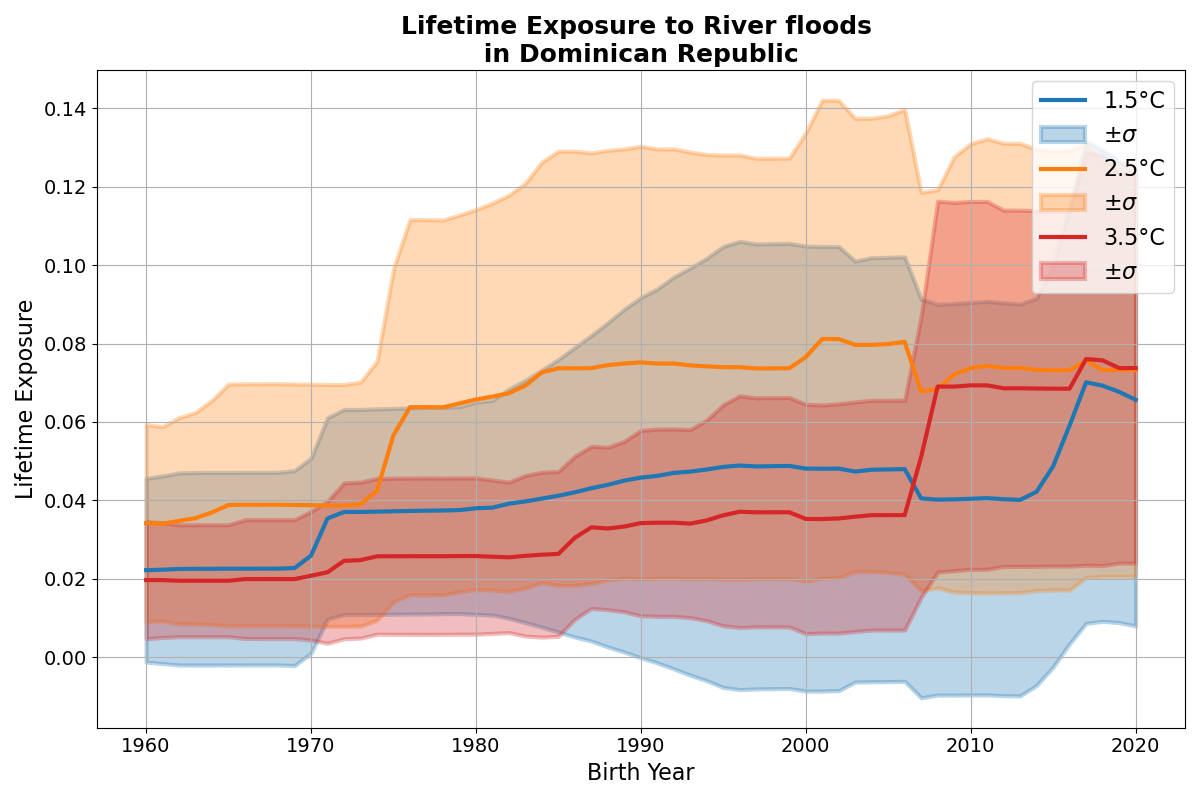 Lifetime Exposure to River floods
in Dominican Republic
Lifetime Exposure
0.14
0.12
0.10
0.08
0.06
0.04
0.02
0.00
1960 1970 1980 1990 2000 2010 2020
Birth Year
1.5°C
±σ
2.5°C
±σ
3.5°C
±σ